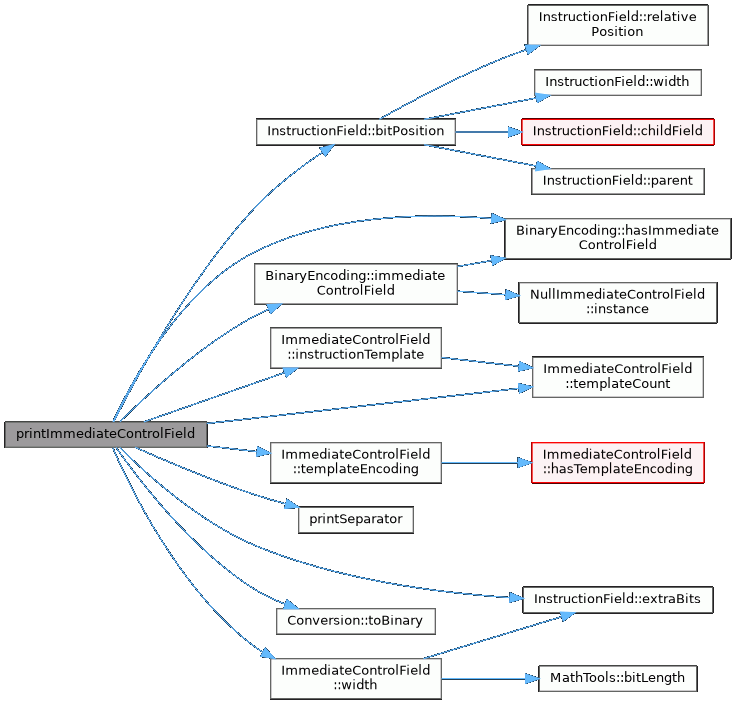 InstructionField::relative
Position
InstructionField::width
InstructionField::bitPosition
InstructionField::childField
InstructionField::parent
BinaryEncoding::hasImmediate
ControlField
BinaryEncoding::immediate
ControlField
NullImmediateControlField
::instance
ImmediateControlField
::instructionTemplate
ImmediateControlField
::templateCount
printImmediateControlField
ImmediateControlField
::templateEncoding
ImmediateControlField
::hasTemplateEncoding
printSeparator
InstructionField::extraBits
Conversion::toBinary
ImmediateControlField
::width
MathTools::bitLength